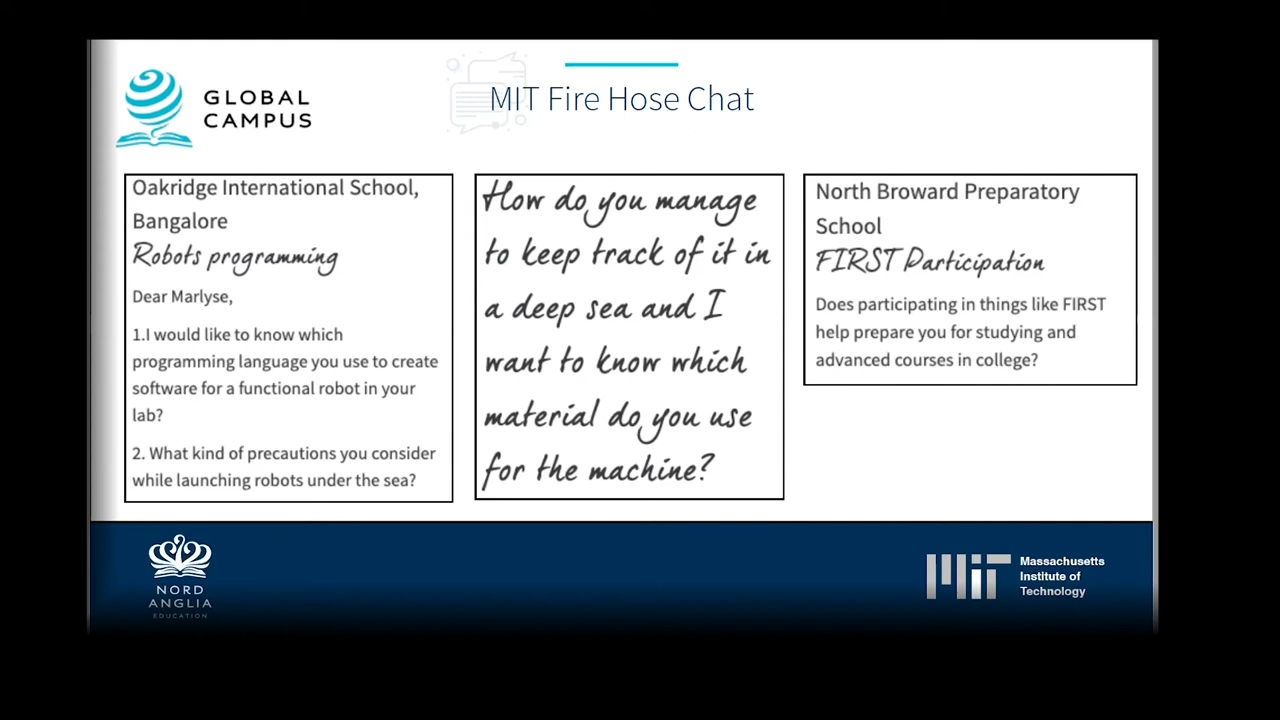 GLOBAL
CAMPUS
MIT Fire Hose Chat
Oakridge International School,
Bangalore
Robots programming
Dear Marlyse,
1.I would like to know which
programming language you use to create
software for a functional robot in your
lab?
2. What kind of precautions you consider
while launching robots under the sea?
How do you manage
to keep track of it in
a deep sea and I
want to know which
material do you use
for the machine?
North Broward Preparatory
School
FIRST Participation
Does participating in things like FIRST
help prepare you for studying and
advanced courses in college?
NORD
ANGLIA
EDUCATION
MIT
Massachusetts
Institute of
Technology